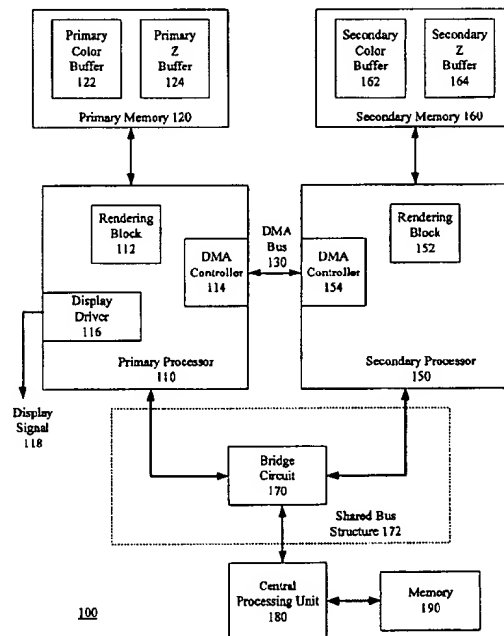 Primary
Color
Buffer
122
Primary
Z
Buffer
124
Primary Memory 120
Secondary
Color
Buffer
162
Secondary
Z
Buffer
164
Secondary Memory 160
Rendering
Block
112
DMA
Controller
114
DMA
Bus
130
DMA
Controller
154
Rendering
Block
152
Display
Driver
116
Primary Processor
110
Secondary Processor
150
Display
Signal
118
Bridge
Circuit
170
Shared Bus
Structure 172
Central
Processing Unit
180
Memory
190
100